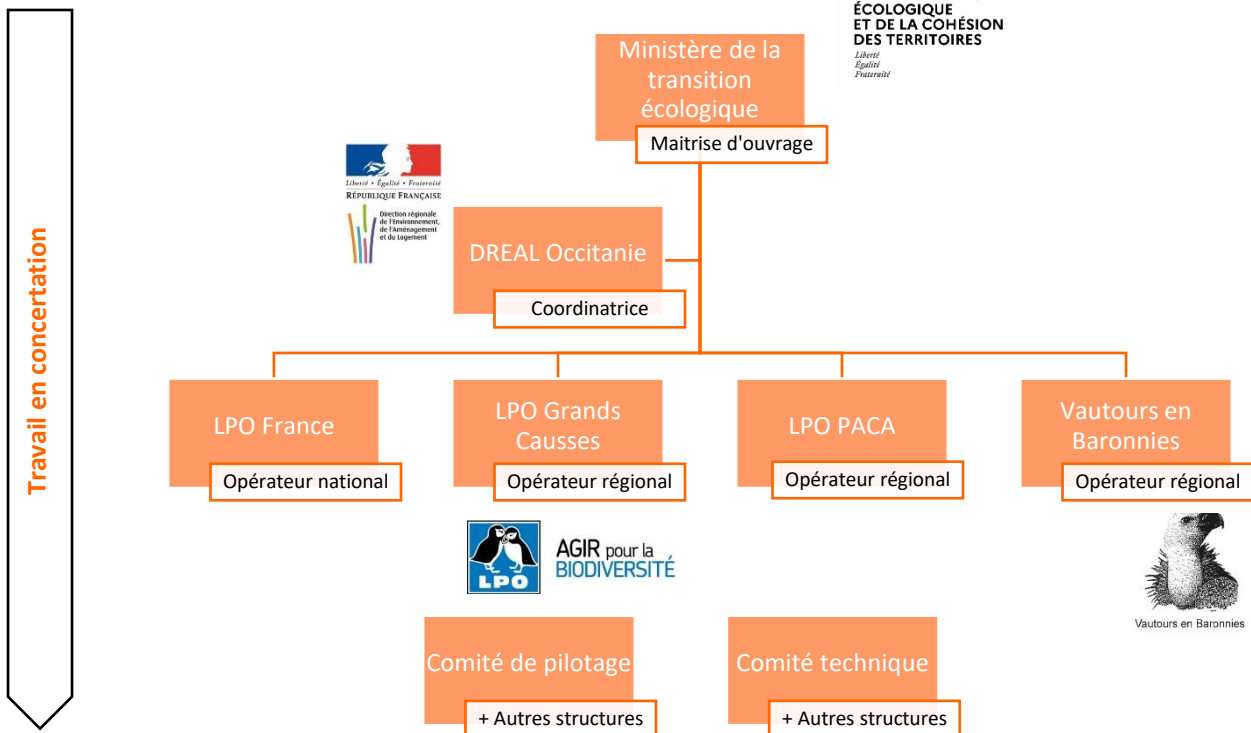 ÉCOLOGIQUE
ET DE LA COHÉSION
DES TERRITOIRES
Liberté
Égalité
Fraternité
Ministère de la
transition
écologique
Maitrise d'ouvrage
Liberté • Égalité • Fraternité
RÉPUBLIQUE FRANÇAISE
Direction régionale
de l'Environnement,
de l'Aménagement
et du Logement
DREAL Occitanie
Coordinatrice
Travail en concertation
LPO France
Opérateur national
LPO Grands
Causses
Opérateur régional
LPO PACA
Opérateur régional
Vautours en
Baronnies
Opérateur régional
LPO
AGIR pour la
BIODIVERSITÉ
Vautours en Baronnies
Comité de pilotage
+ Autres structures
Comité technique
+ Autres structures